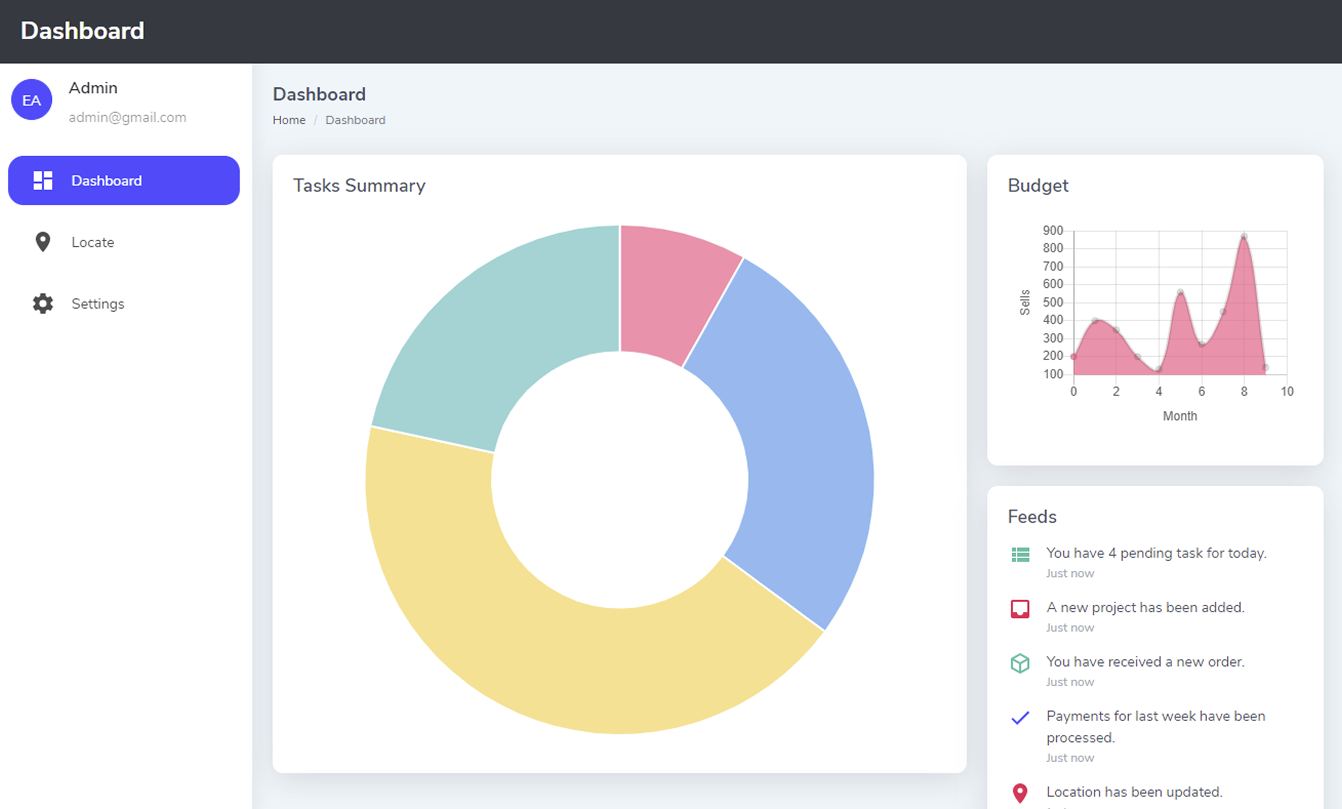 Dashboard
EA
Admin
admin@gmail.com
Dashboard
Locate
Settings
Dashboard
Home / Dashboard
Tasks Summary
Budget
900
800
700
600
500
400
300
200
100
Sells
0 2 4 6 8 10
Month
Feeds
You have 4 pending task for today.
Just now
A new project has been added.
Just now
You have received a new order.
Just now
Payments for last week have been
processed.
Just now
Location has been updated.